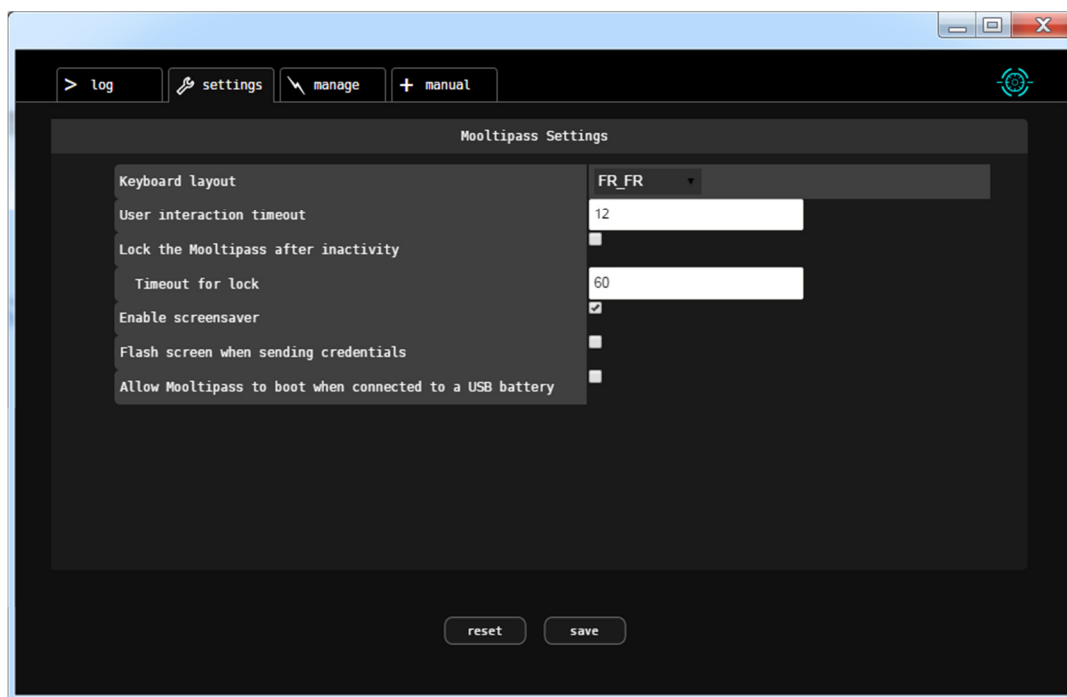 > log settings manage + manual
Mooltipass Settings
Keyboard layout FR_FR
User interaction timeout 12
Lock the Mooltipass after inactivity
Timeout for lock 60
Enable screensaver
Flash screen when sending credentials
Allow Mooltipass to boot when connected to a USB battery
reset save